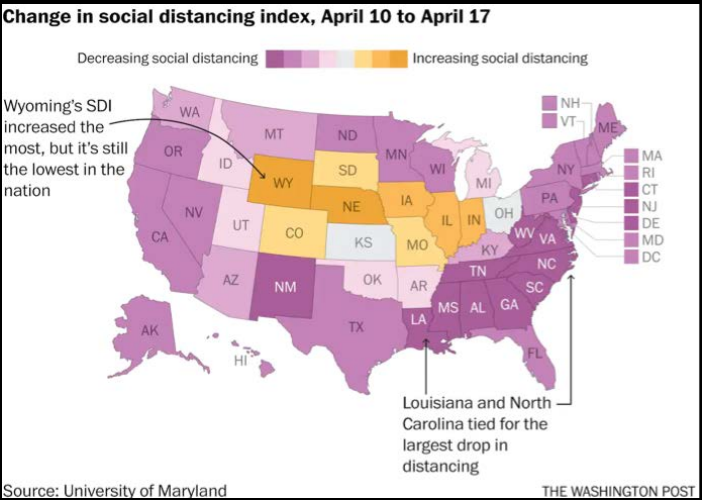 Change in social distancing index, April 10 to April 17
Decreasing social distancing
Increasing social distancing
Wyoming's SDI
increased the
most, but it's still
the lowest in the
nation
WA
OR
CA
NV
ID
MT
WY
UT
AZ
CO
NM
ND
SD
NE
KS
OK
TX
MN
IA
MO
AR
LA
WI
IL
IN
MI
OH
KY
TN
MS
AL
GA
FL
SC
NC
VA
WV
PA
NY
ME
NH
VT
MA
RI
CT
NJ
DE
MD
DC
AK
HI
Louisiana and North
Carolina tied for the
largest drop in
distancing
Source: University of Maryland
THE WASHINGTON POST